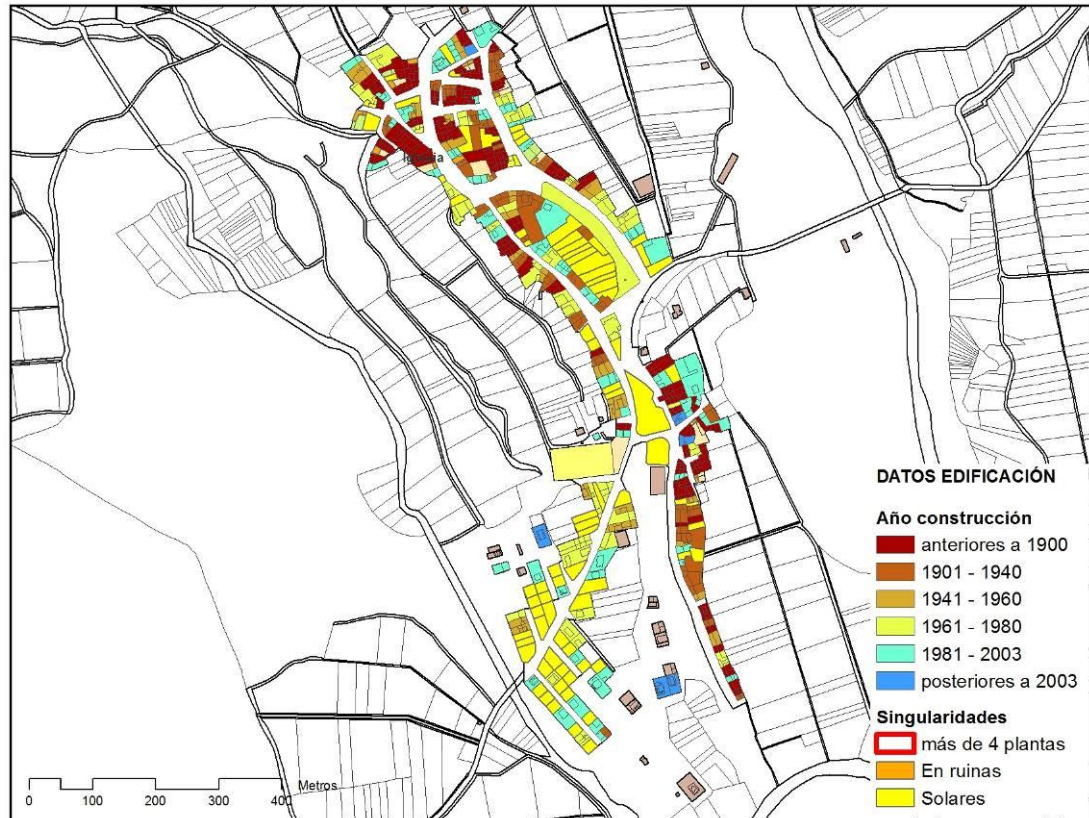 Iglesia
DATOS EDIFICACIÓN
Año construcción
anteriores a 1900
1901 - 1940
1941 - 1960
1961 - 1980
1981 - 2003
posteriores a 2003
Singularidades
más de 4 plantas
En ruinas
Solares
Metros
0 100 200 300 400